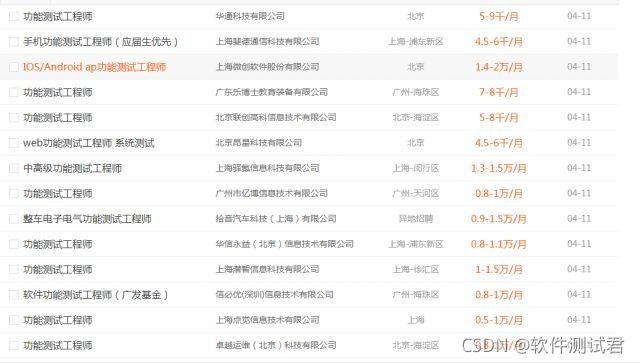 功能测试工程师 华通科技有限公司 北京 5-9千/月 04-11
手机功能测试工程师（应届生优先） 上海斐德通信科技有限公司 上海-浦东新区 4.5-6千/月 04-11
IOS/Android ap功能测试工程师 上海微创软件股份有限公司 北京 1.4-2万/月 04-11
功能测试工程师 广东乐博士教育装备有限公司 广州-海珠区 7-8千/月 04-11
功能测试工程师 北京联创高科信息技术有限公司 北京-海淀区 5-8千/月 04-11
web功能测试工程师 系统测试 北京昂星科技有限公司 北京 4.5-6千/月 04-11
中高级功能测试工程师 上海驿氪信息科技有限公司 上海-闵行区 1.3-1.5万/月 04-11
功能测试工程师 广州市亿博信息技术有限公司 广州-天河区 0.8-1万/月 04-11
整车电子电气功能测试工程师 拾音汽车科技（上海）有限公司 异地招聘 0.9-1.5万/月 04-11
功能测试工程师 华信永益（北京）信息技术有限公司 上海-浦东新区 0.8-1.1万/月 04-11
功能测试工程师 上海潜智信息科技有限公司 上海-徐汇区 1-1.5万/月 04-11
软件功能测试工程师（广发基金） 信必优(深圳)信息技术有限公司 广州-海珠区 0.8-1万/月 04-11
功能测试工程师 上海点觉信息技术有限公司 上海 0.5-1万/月 04-11
功能测试工程师 卓越运维（北京）科技有限公司 北京-海淀区 04-11
CSDN @软件测试君